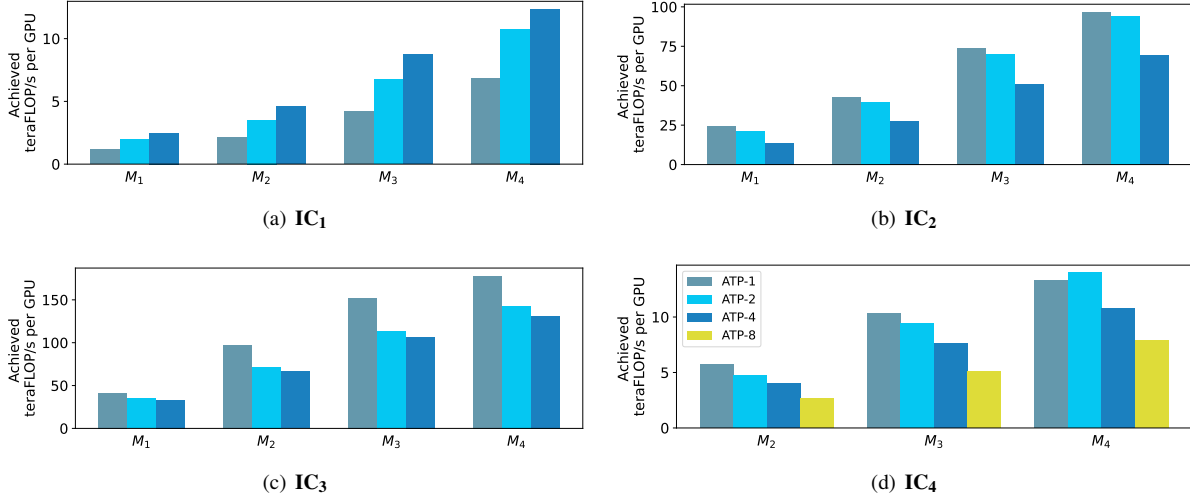 Achieved
teraFLOP/s per GPU
10
5
0
M1
M2
M3
M4
(a) IC1
Achieved
teraFLOP/s per GPU
100
75
50
25
0
M1
M2
M3
M4
(b) IC2
Achieved
teraFLOP/s per GPU
150
100
50
0
M1
M2
M3
M4
(c) IC3
Achieved
teraFLOP/s per GPU
10
5
0
ATP-1
ATP-2
ATP-4
ATP-8
M2
M3
M4
(d) IC4